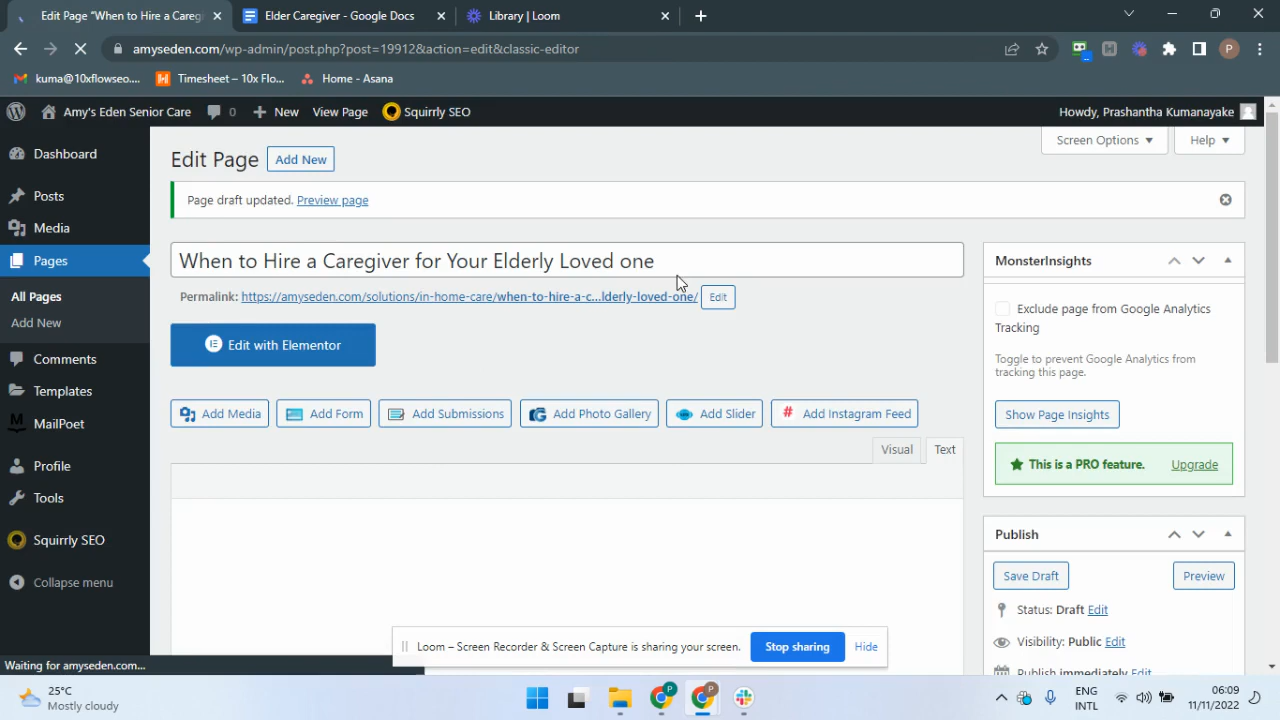 Edit Page "When to Hire a Careg
Elder Caregiver - Google Docs
Library | Loom
amyseden.com/wp-admin/post.php?post=19912&action=edit&classic-editor
P
kuma@10xflowseo....
Timesheet – 10x Flo...
Home - Asana
Amy's Eden Senior Care
0
New
View Page
Squirrly SEO
Howdy, Prashantha Kumanayake
Screen Options
Help
Edit Page
Add New
Page draft updated. Preview page
When to Hire a Caregiver for Your Elderly Loved one
Permalink: https://amyseden.com/solutions/in-home-care/when-to-hire-a-c...lderly-loved-one/
Edit
Edit with Elementor
Add Media
Add Form
Add Submissions
Add Photo Gallery
Add Slider
# Add Instagram Feed
Visual
Text
Dashboard
Posts
Media
Pages
All Pages
Add New
Comments
Templates
MailPoet
Profile
Tools
Squirrly SEO
Collapse menu
MonsterInsights
Exclude page from Google Analytics
Tracking
Toggle to prevent Google Analytics from
tracking this page.
Show Page Insights
This is a PRO feature.
Upgrade
Publish
Save Draft
Preview
Status: Draft Edit
Visibility: Public Edit
Publish immediately Edit
Loom – Screen Recorder & Screen Capture is sharing your screen.
Stop sharing
Hide
Waiting for amyseden.com...
25°C
Mostly cloudy
ENG
INTL
06:09
11/11/2022